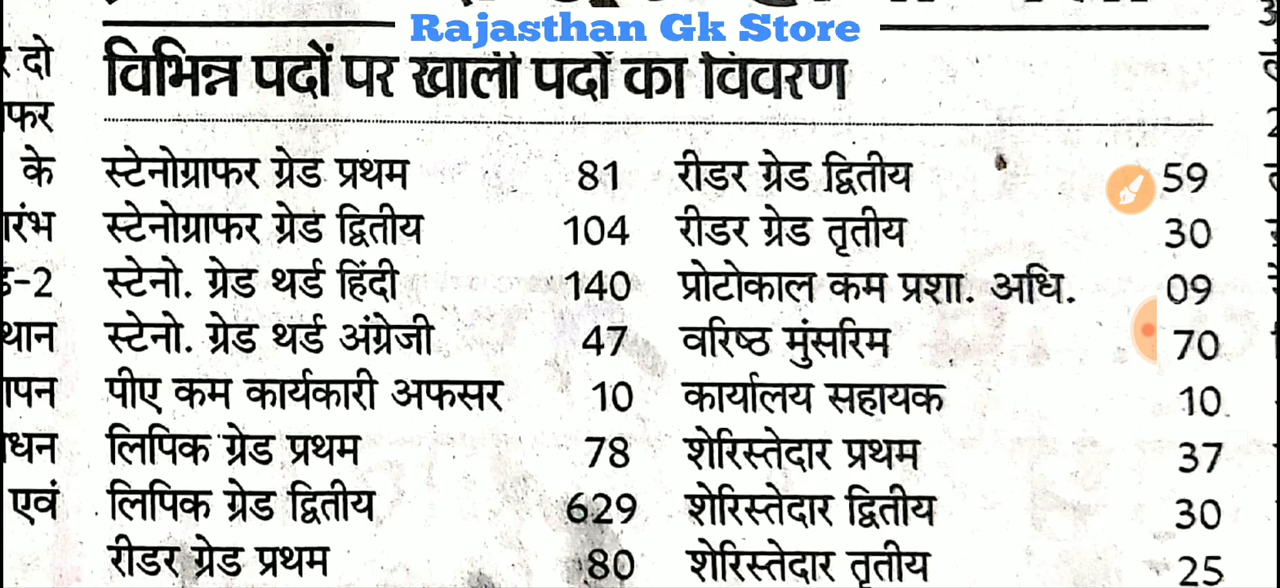 Rajasthan Gk Store
विभिन्न पदों पर खाली पदों का विवरण
र दो
फर
के
स्टेनोग्राफर ग्रेड प्रथम 81 रीडर ग्रेड द्वितीय 59
स्टेनोग्राफर ग्रेड द्वितीय 104 रीडर ग्रेड तृतीय 30
स्टेनो. ग्रेड थर्ड हिंदी 140 प्रोटोकाल कम प्रशा. अधि. 09
स्टेनो. ग्रेड थर्ड अंग्रेजी 47 वरिष्ठ मुंसरिम 70
पीए कम कार्यकारी अफसर 10 कार्यालय सहायक 10
लिपिक ग्रेड प्रथम 78 शेरिस्तेदार प्रथम 37
एवं लिपिक ग्रेड द्वितीय 629 शेरिस्तेदार द्वितीय 30
रीडर ग्रेड प्रथम 80 शेरिस्तेदार तृतीय 25